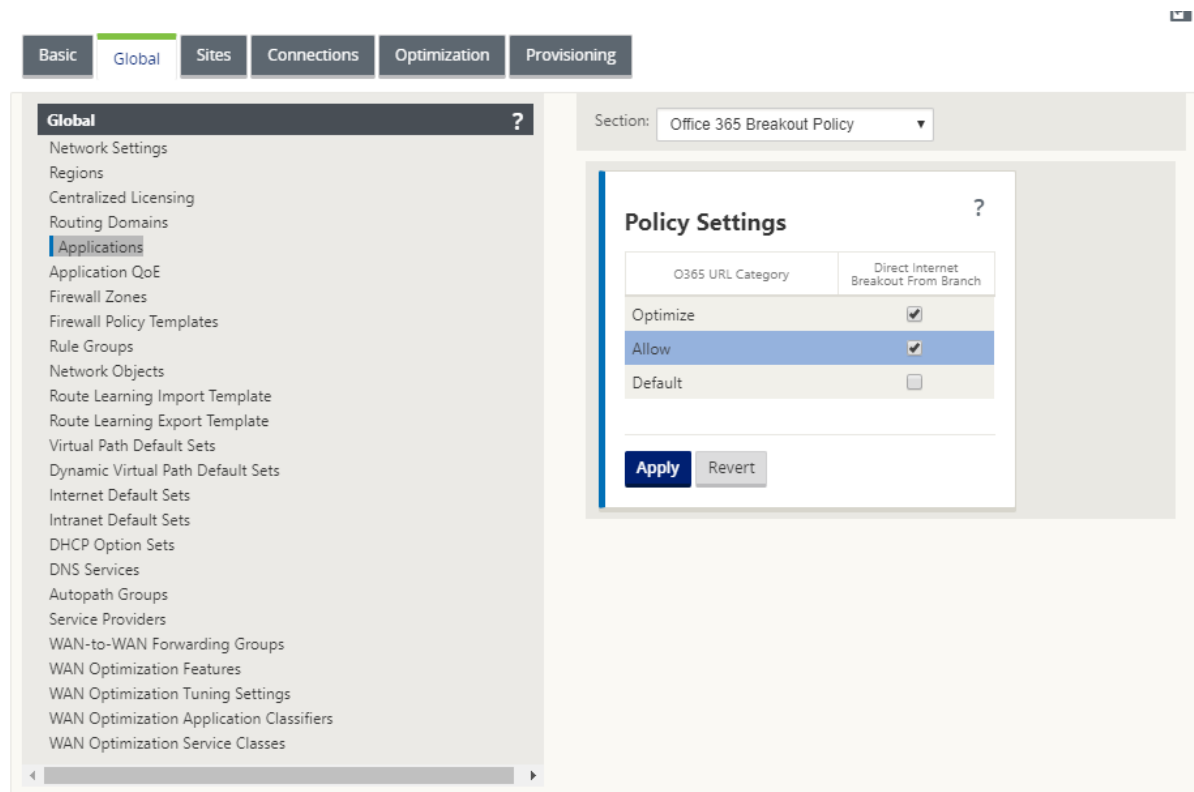 Basic Global Sites Connections Optimization Provisioning
Global ?
Network Settings
Regions
Centralized Licensing
Routing Domains
Applications
Application QoE
Firewall Zones
Firewall Policy Templates
Rule Groups
Network Objects
Route Learning Import Template
Route Learning Export Template
Virtual Path Default Sets
Dynamic Virtual Path Default Sets
Internet Default Sets
Intranet Default Sets
DHCP Option Sets
DNS Services
Autopath Groups
Service Providers
WAN-to-WAN Forwarding Groups
WAN Optimization Features
WAN Optimization Tuning Settings
WAN Optimization Application Classifiers
WAN Optimization Service Classes
Section: Office 365 Breakout Policy
Policy Settings ?
O365 URL Category
Direct Internet
Breakout From Branch
Optimize
Allow
Default
Apply Revert